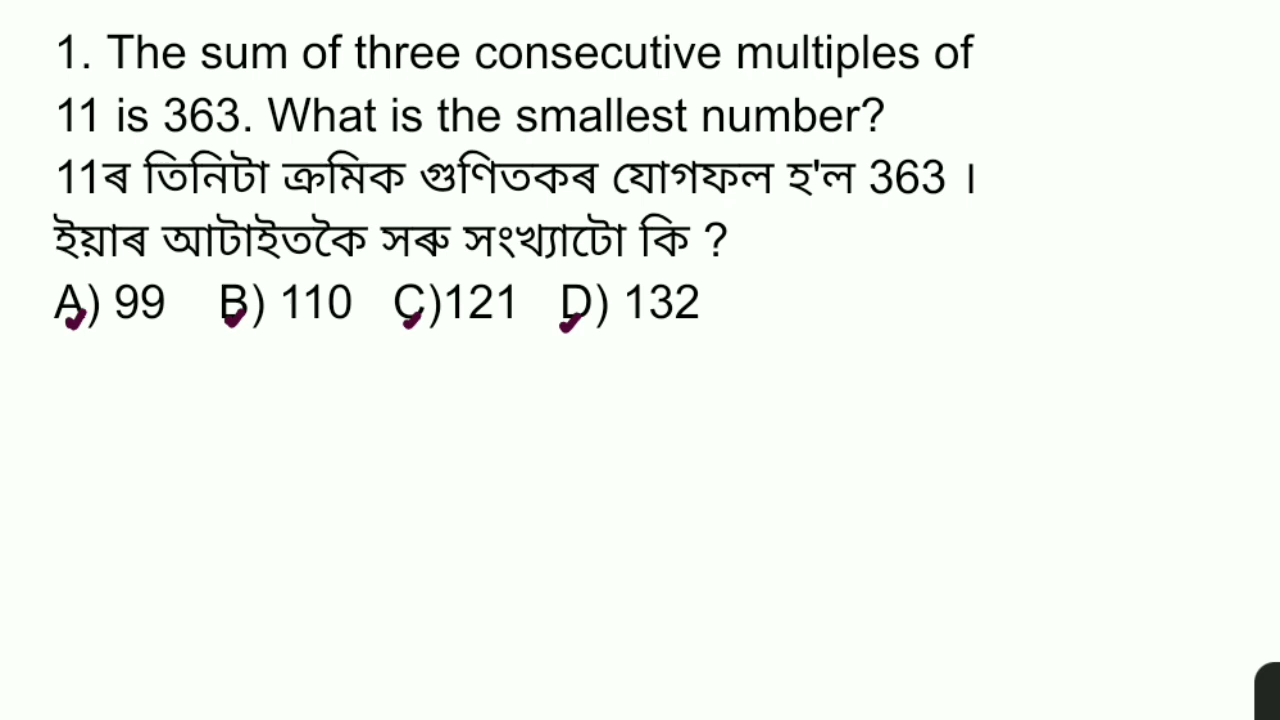 1. The sum of three consecutive multiples of
11 is 363. What is the smallest number?
11ৰ তিনিটা ক্ৰমিক গুণিতকৰ যোগফল হ'ল 363 ।
ইয়াৰ আটাইতকৈ সৰু সংখ্যাটো কি ?
A) 99 B) 110 C)121 D) 132